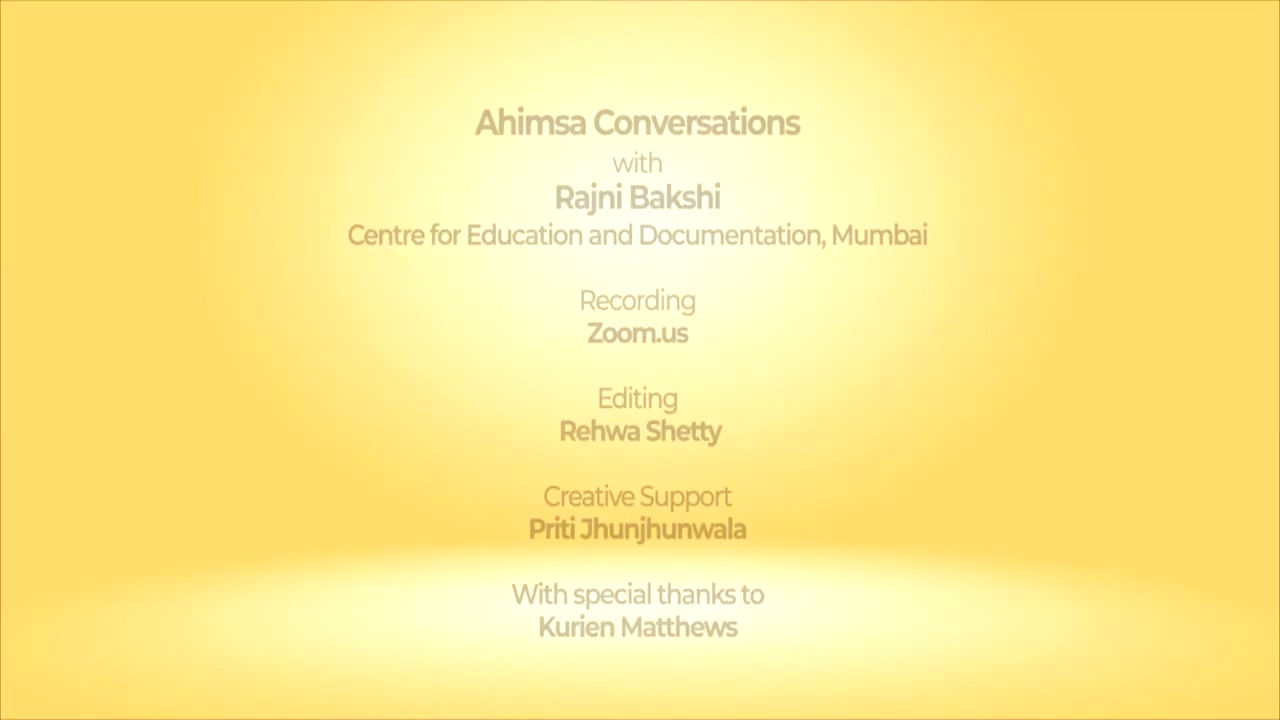 Ahimsa Conversations
with
Rajni Bakshi
Centre for Education and Documentation, Mumbai
Recording
Zoom.us
Editing
Rehwa Shetty
Creative Support
Priti Jhunjhunwala
With special thanks to
Kurien Matthews